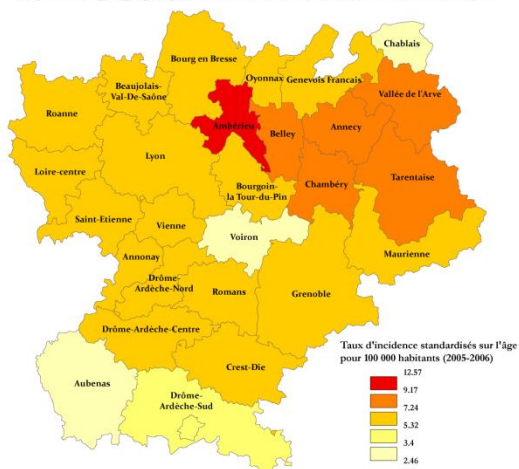 Chablais
Bourg en Bresse
Oyonnax
Genevois Français
Vallée de l'Arve
Beaujolais-
Val-De-Saône
Roanne
Ambérieu
Belley
Annecy
Lyon
Loire-centre
Bourgoin-
la Tour-du-Pin
Chambéry
Tarentaise
Saint-Etienne
Vienne
Voiron
Maurienne
Annonay
Drôme-
Ardèche-Nord
Romans
Grenoble
Drôme-Ardèche-Centre
Crest-Die
Aubenas
Drôme-
Ardèche-Sud
Taux d'incidence standardisés sur l'âge
pour 100 000 habitants (2005-2006)
12.57
9.17
7.24
5.32
3.4
2.46